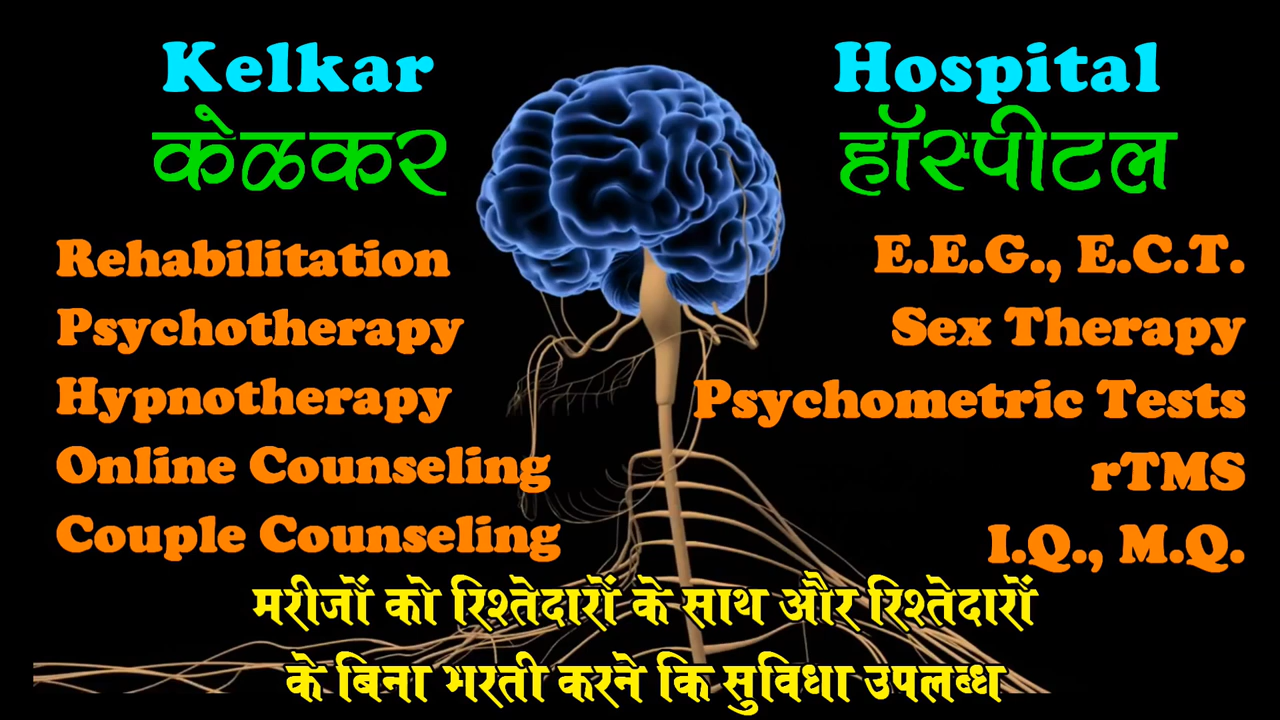 Kelkar Hospital
केळकर हॉस्पीटल
Rehabilitation
Psychotherapy
Hypnotherapy
Online Counseling
Couple Counseling
E.E.G., E.C.T.
Sex Therapy
Psychometric Tests
rTMS
I.Q., M.Q.
मरीजों को रिश्तेदारों के साथ और रिश्तेदारों
के बिना भरती करने कि सुविधा उपलब्ध